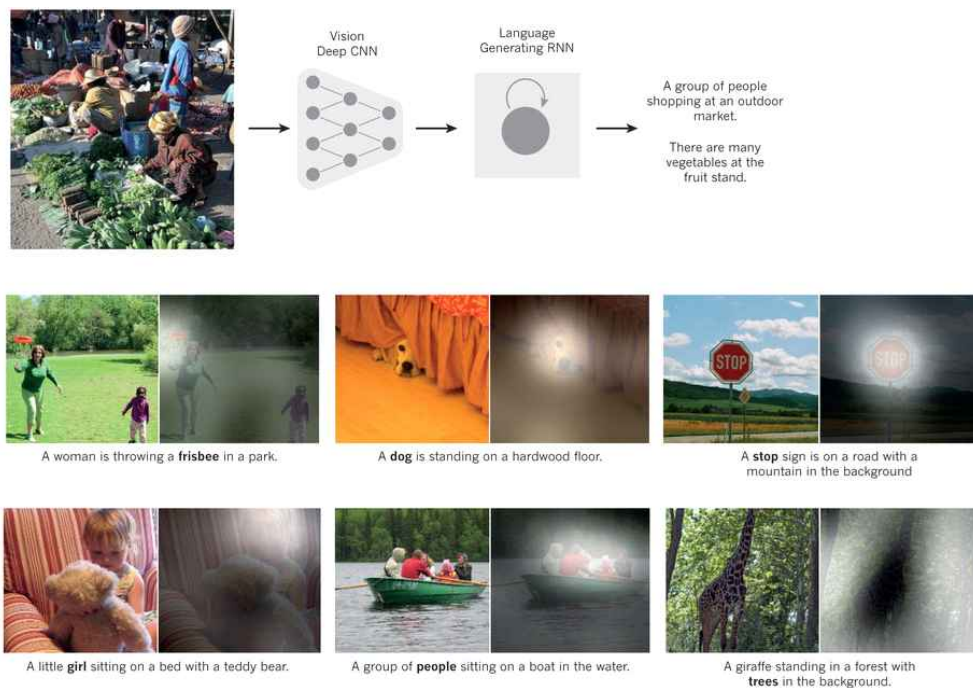 Vision
Deep CNN
Language
Generating RNN
A group of people
shopping at an outdoor
market.
There are many
vegetables at the
fruit stand.
STOP
STOP
A woman is throwing a frisbee in a park.
A dog is standing on a hardwood floor.
A stop sign is on a road with a
mountain in the background
A little girl sitting on a bed with a teddy bear.
A group of people sitting on a boat in the water.
A giraffe standing in a forest with
trees in the background.